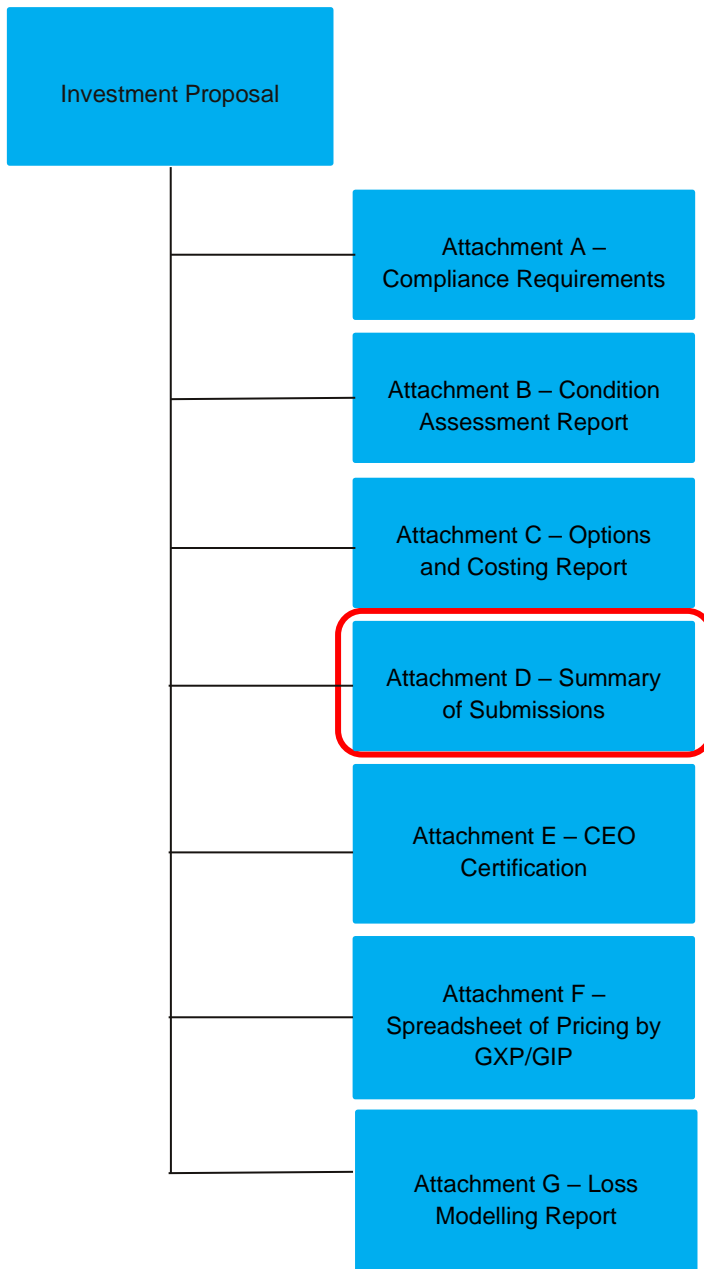 Investment Proposal
Attachment A –
Compliance Requirements
Attachment B – Condition
Assessment Report
Attachment C – Options
and Costing Report
Attachment D – Summary
of Submissions
Attachment E – CEO
Certification
Attachment F –
Spreadsheet of Pricing by
GXP/GIP
Attachment G – Loss
Modelling Report